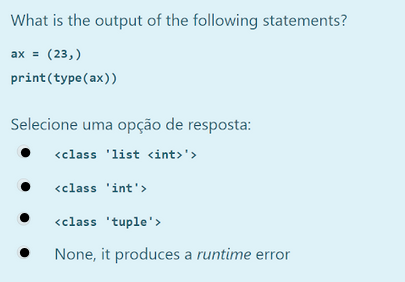 What is the output of the following statements?
ax = (23,)
print(type(ax))
Selecione uma opção de resposta:
<class 'list <int>'>
<class 'int'>
<class 'tuple'>
None, it produces a runtime error